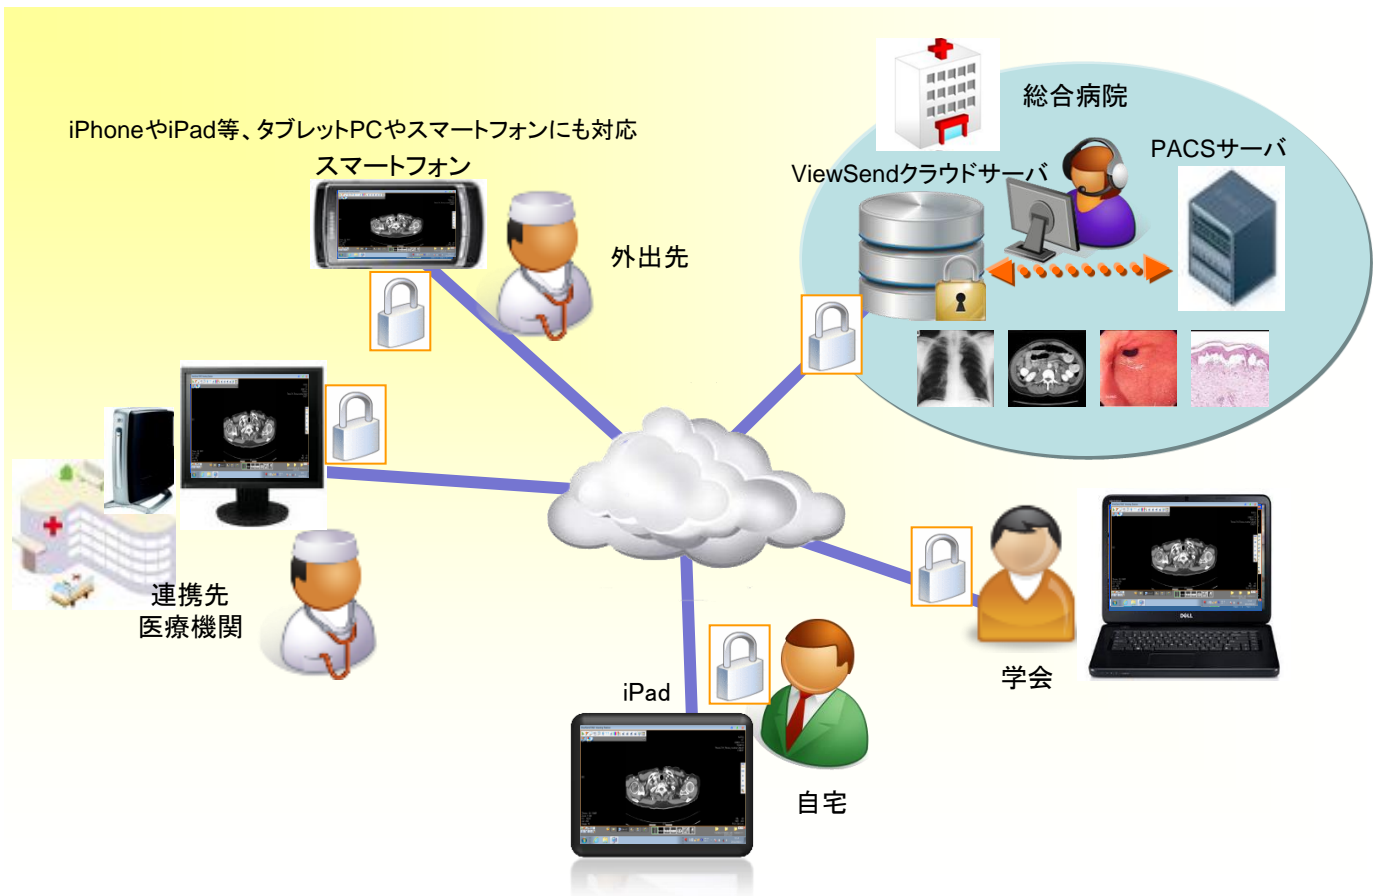 iPhoneやiPad等、タブレットPCやスマートフォンにも対応
スマートフォン
外出先
総合病院
PACSサーバ
ViewSendクラウドサーバ
連携先
医療機関
学会
DELL
iPad
自宅